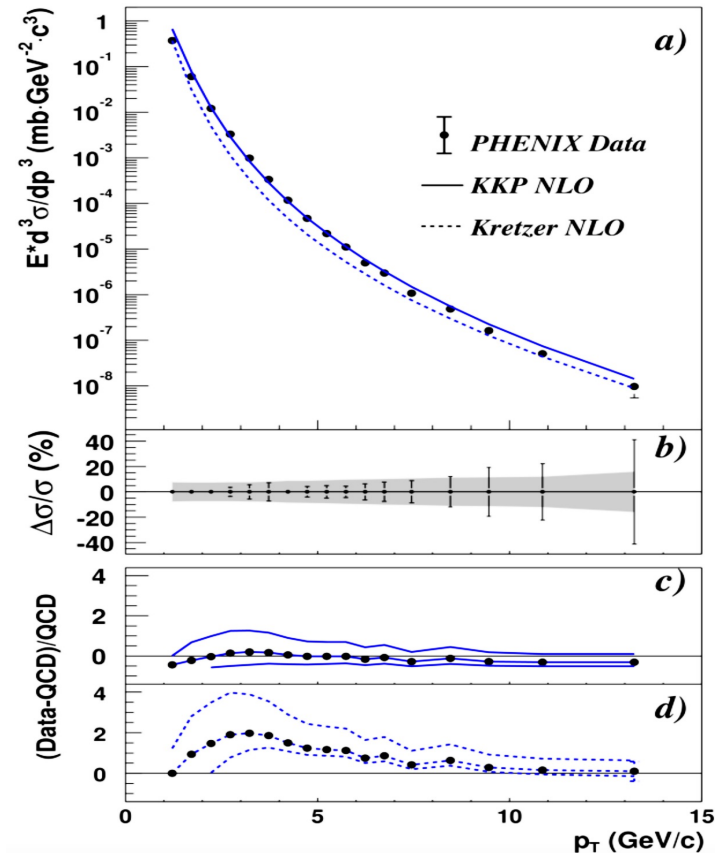 E*d³σ/dp³ (mb·GeV⁻²·c³)
1
10⁻¹
10⁻²
10⁻³
10⁻⁴
10⁻⁵
10⁻⁶
10⁻⁷
10⁻⁸
a)
PHENIX Data
KKP NLO
Kretzer NLO
Δσ/σ (%)
40
20
0
-20
-40
b)
(Data-QCD)/QCD
4
2
0
c)
4
2
0
d)
0 5 10 15
p_T (GeV/c)